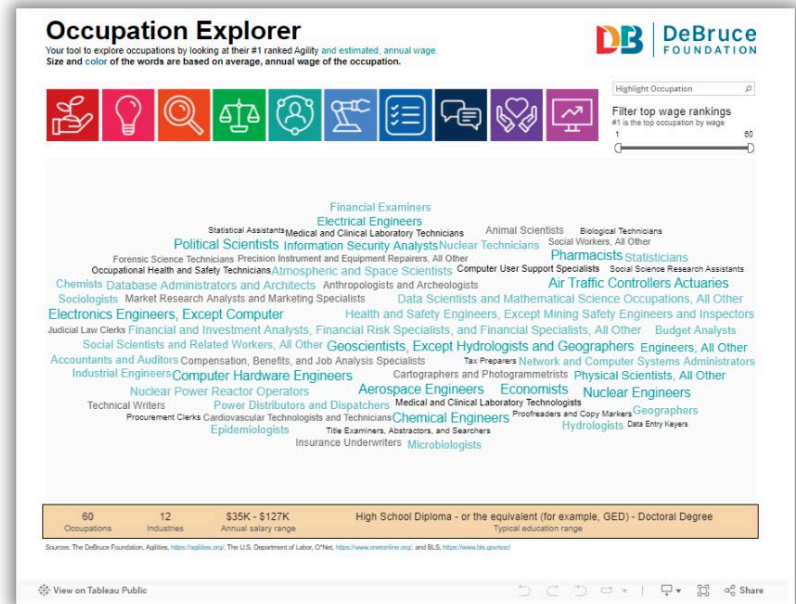 Occupation Explorer
Your tool to explore occupations by looking at their #1 ranked Agility and estimated, annual wage.
Size and color of the words are based on average, annual wage of the occupation.
DB DeBruce
FOUNDATION
Highlight Occupation
Filter top wage rankings
#1 is the top occupation by wage
1 60
Financial Examiners
Electrical Engineers
Statistical Assistants Medical and Clinical Laboratory Technicians Animal Scientists Biological Technicians
Political Scientists Information Security Analysts Nuclear Technicians Social Workers, All Other
Forensic Science Technicians Precision Instrument and Equipment Repairers, All Other Pharmacists Statisticians
Occupational Health and Safety Technicians Atmospheric and Space Scientists Computer User Support Specialists Social Science Research Assistants
Chemists Database Administrators and Architects Anthropologists and Archeologists Air Traffic Controllers Actuaries
Sociologists Market Research Analysts and Marketing Specialists Data Scientists and Mathematical Science Occupations, All Other
Electronics Engineers, Except Computer Health and Safety Engineers, Except Mining Safety Engineers and Inspectors
Judicial Law Clerks Financial and Investment Analysts, Financial Risk Specialists, and Financial Specialists, All Other Budget Analysts
Social Scientists and Related Workers, All Other Geoscientists, Except Hydrologists and Geographers Engineers, All Other
Accountants and Auditors Compensation, Benefits, and Job Analysis Specialists Tax Preparers Network and Computer Systems Administrators
Industrial Engineers Computer Hardware Engineers Cartographers and Photogrammetrists Physical Scientists, All Other
Nuclear Power Reactor Operators Aerospace Engineers Economists Nuclear Engineers
Technical Writers Power Distributors and Dispatchers Medical and Clinical Laboratory Technologists
Procurement Clerks Cardiovascular Technologists and Technicians Chemical Engineers Proofreaders and Copy Markers Geographers
Epidemiologists Title Examiners, Abstractors, and Searchers Hydrologists Data Entry Keyers
Insurance Underwriters Microbiologists
60 12 $35K - $127K High School Diploma - or the equivalent (for example, GED) - Doctoral Degree
Occupations Industries Annual salary range Typical education range
Sources: The DeBruce Foundation, Agilities, https://agilities.org/, The U.S. Department of Labor, O*Net, https://www.onetonline.org/, and BLS, https://www.bls.gov/soc/
View on Tableau Public Share